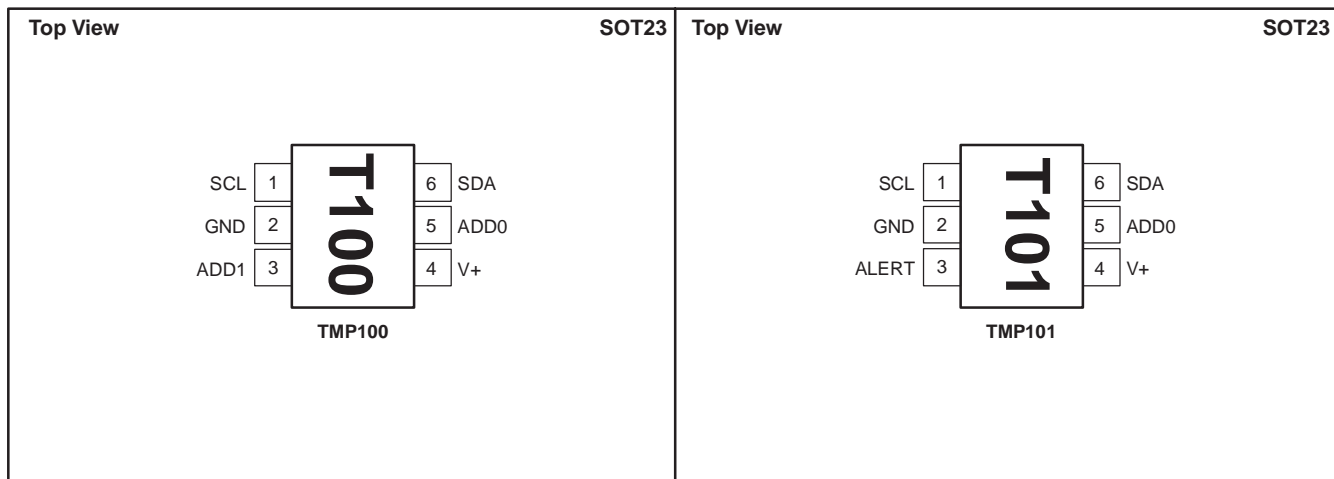 Top View SOT23
SCL 1 6 SDA
GND 2 5 ADD0
ADD1 3 4 V+
T100
TMP100
Top View SOT23
SCL 1 6 SDA
GND 2 5 ADD0
ALERT 3 4 V+
T101
TMP101